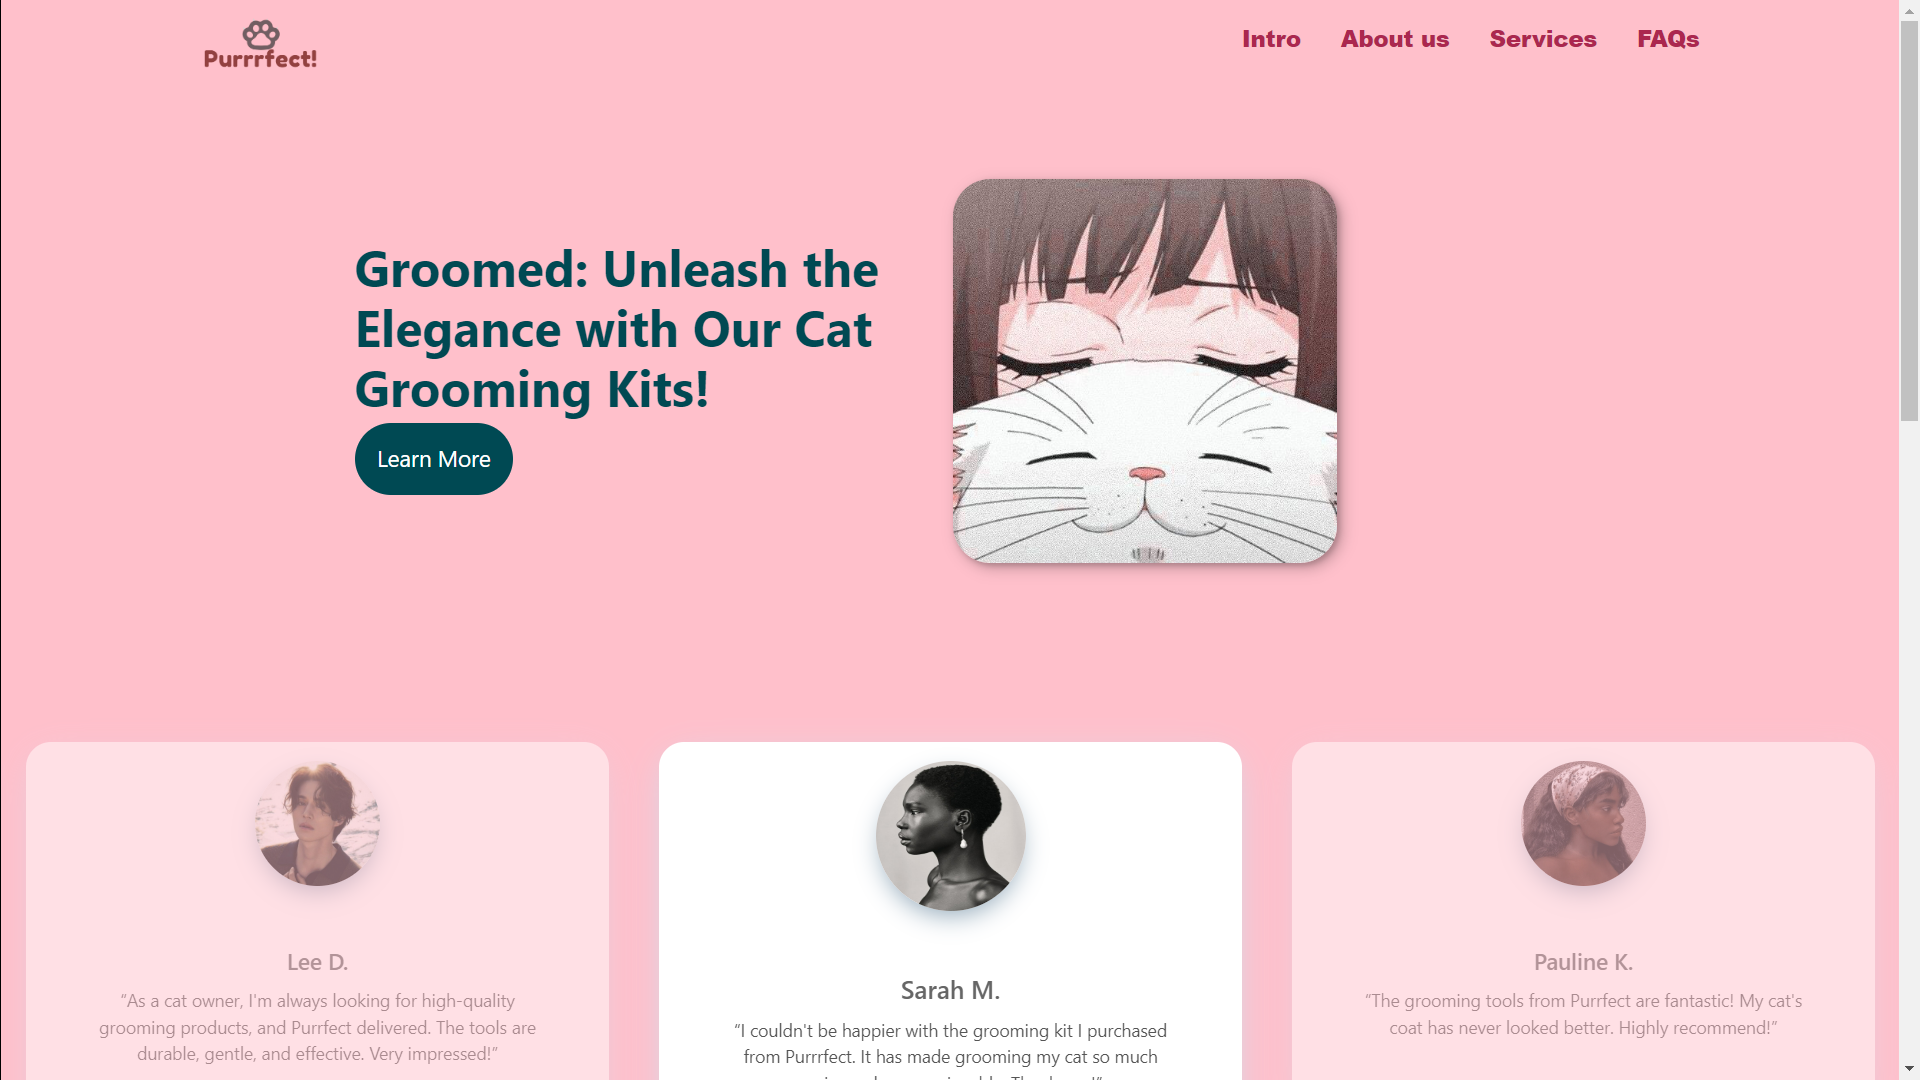 Purrrfect!
Intro
About us
Services
FAQs
Groomed: Unleash the
Elegance with Our Cat
Grooming Kits!
Learn More
Lee D.
“As a cat owner, I'm always looking for high-quality
grooming products, and Purrfect delivered. The tools are
durable, gentle, and effective. Very impressed!”
Sarah M.
“I couldn't be happier with the grooming kit I purchased
from Purrrfect. It has made grooming my cat so much
Pauline K.
“The grooming tools from Purrfect are fantastic! My cat's
coat has never looked better. Highly recommend!”